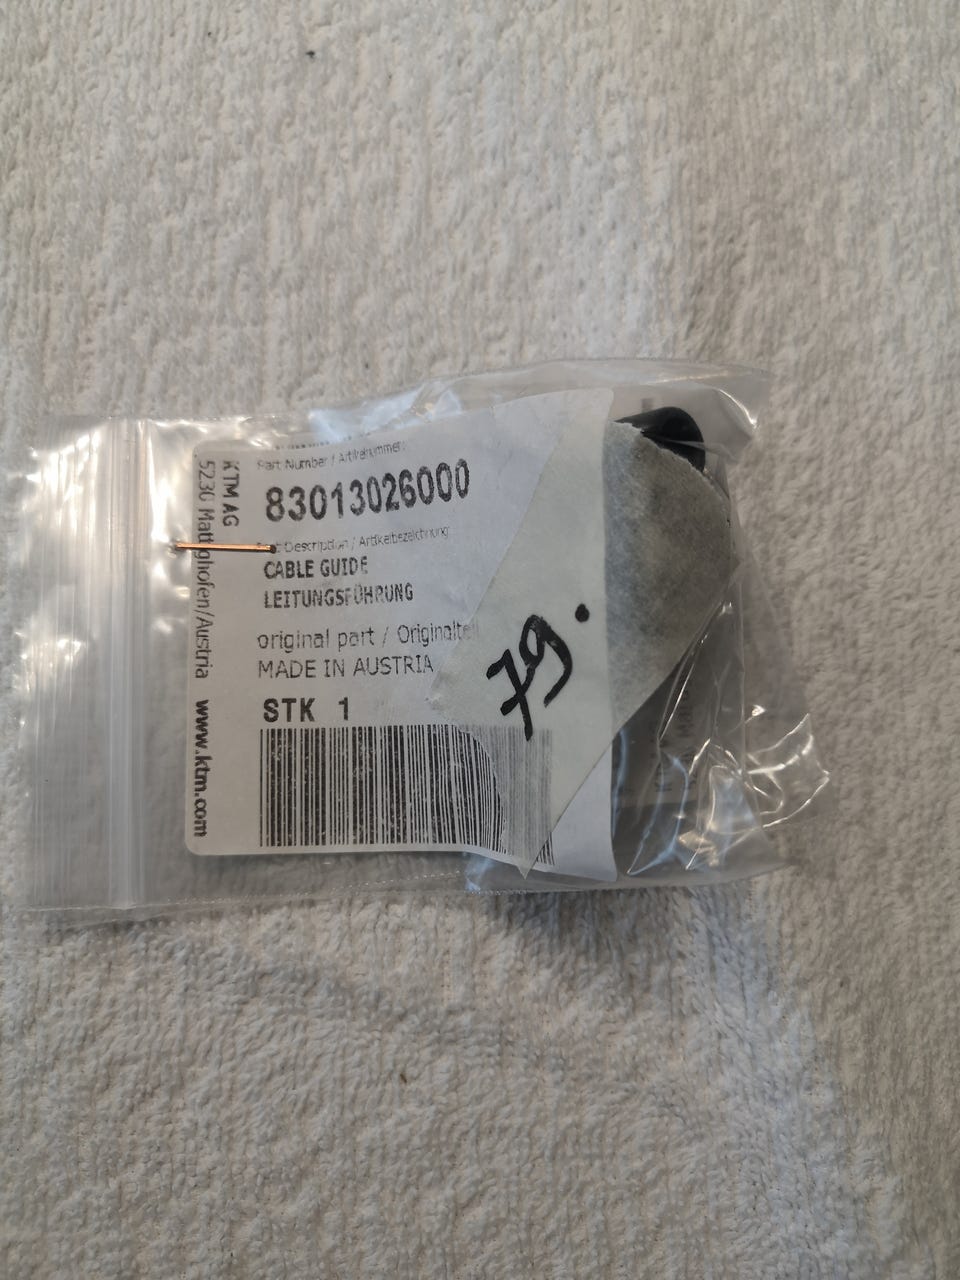 Part Number / Artikelnummer:
83013026000
Part Description / Artikelbezeichnung
CABLE GUIDE
LEITUNGSFÜHRUNG
original part / Originalteil
MADE IN AUSTRIA
STK 1
KTM AG
5230 Mattighofen/Austria www.ktm.com
79.